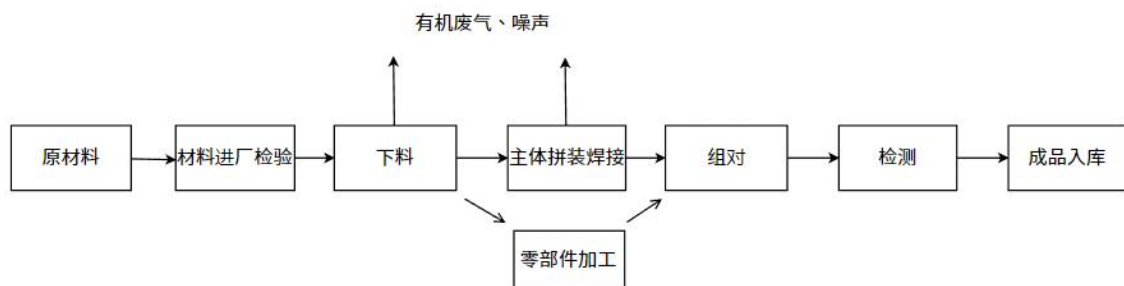 有机废气、噪声
原材料
材料进厂检验
下料
主体拼装焊接
组对
检测
成品入库
零部件加工